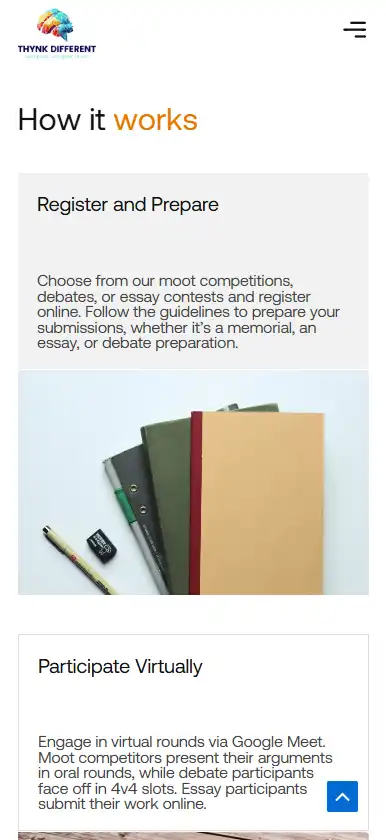 THYNK DIFFERENT
How it works
Register and Prepare
Choose from our moot competitions,
debates, or essay contests and register
online. Follow the guidelines to prepare your
submissions, whether it’s a memorial, an
essay, or debate preparation.
Participate Virtually
Engage in virtual rounds via Google Meet.
Moot competitors present their arguments
in oral rounds, while debate participants
face off in 4v4 slots. Essay participants
submit their work online.